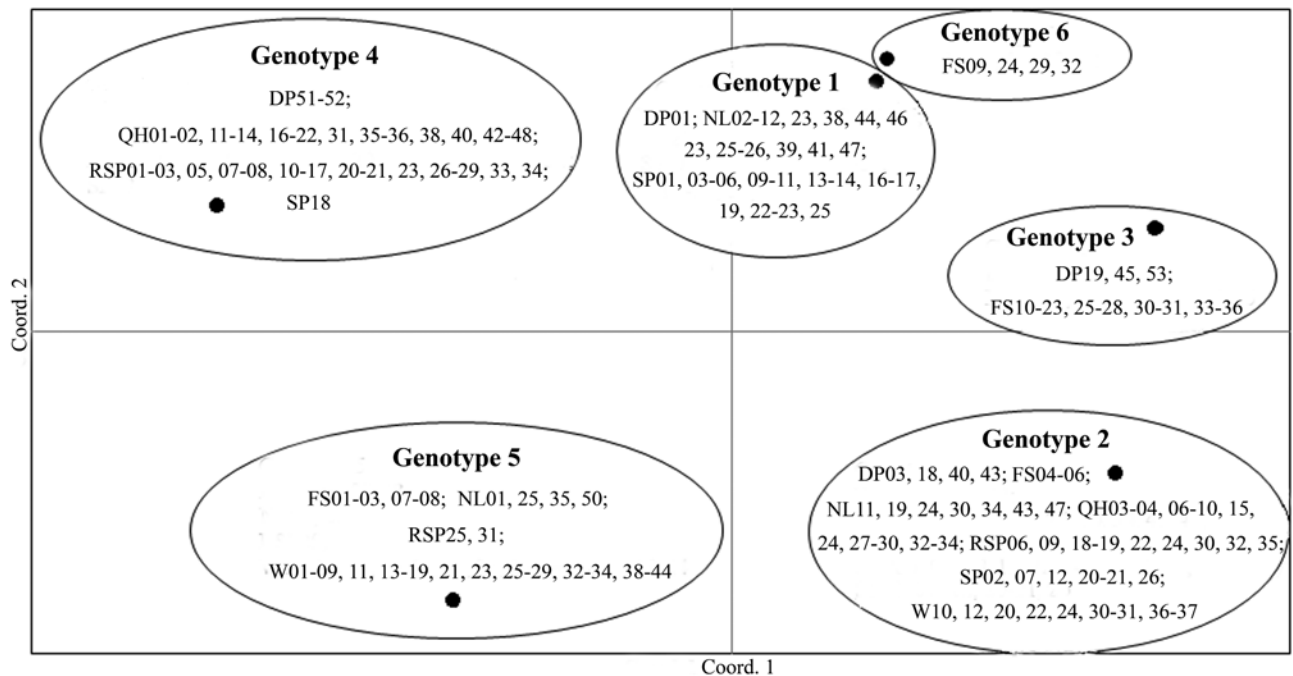 Genotype 4
DP51-52;
QH01-02, 11-14, 16-22, 31, 35-36, 38, 40, 42-48;
RSP01-03, 05, 07-08, 10-17, 20-21, 23, 26-29, 33, 34;
SP18
Genotype 1
DP01; NL02-12, 23, 38, 44, 46
23, 25-26, 39, 41, 47;
SP01, 03-06, 09-11, 13-14, 16-17,
19, 22-23, 25
Genotype 6
FS09, 24, 29, 32
Genotype 3
DP19, 45, 53;
FS10-23, 25-28, 30-31, 33-36
Genotype 5
FS01-03, 07-08; NL01, 25, 35, 50;
RSP25, 31;
W01-09, 11, 13-19, 21, 23, 25-29, 32-34, 38-44
Genotype 2
DP03, 18, 40, 43; FS04-06;
NL11, 19, 24, 30, 34, 43, 47; QH03-04, 06-10, 15,
24, 27-30, 32-34; RSP06, 09, 18-19, 22, 24, 30, 32, 35;
SP02, 07, 12, 20-21, 26;
W10, 12, 20, 22, 24, 30-31, 36-37
Coord. 2
Coord. 1